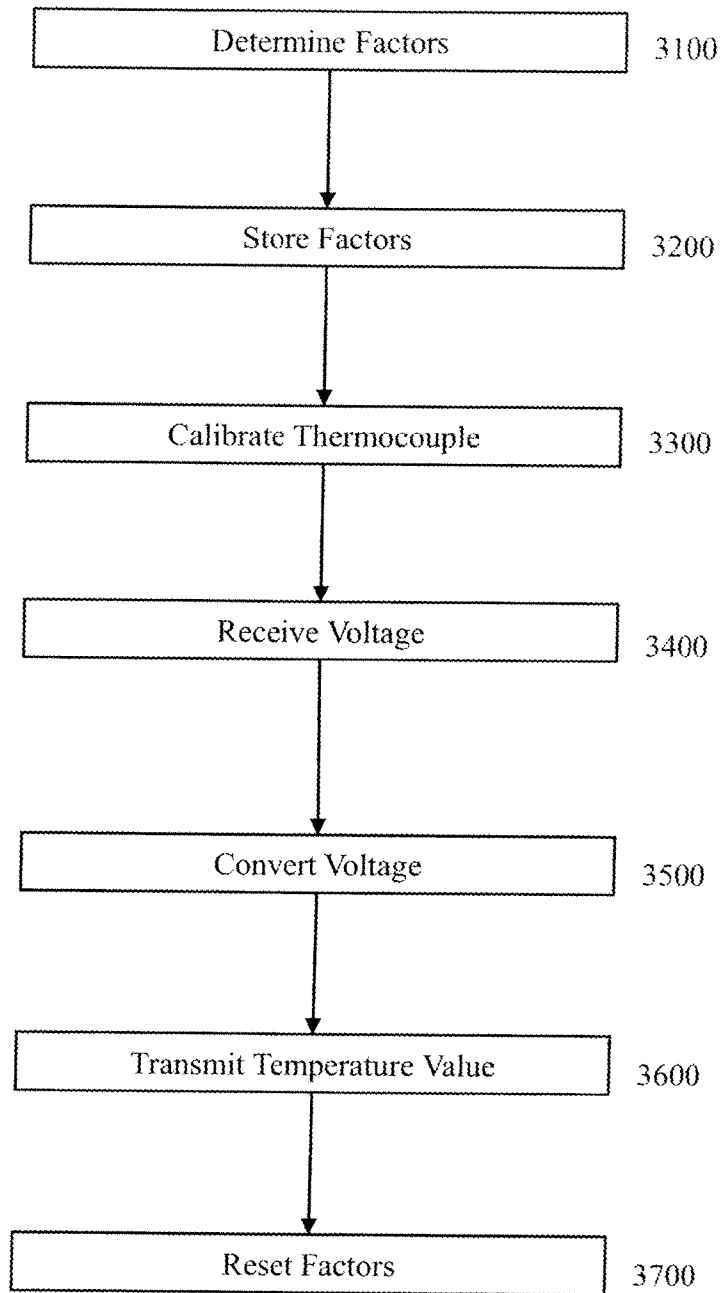 Determine Factors 3100
Store Factors 3200
Calibrate Thermocouple 3300
Receive Voltage 3400
Convert Voltage 3500
Transmit Temperature Value 3600
Reset Factors 3700